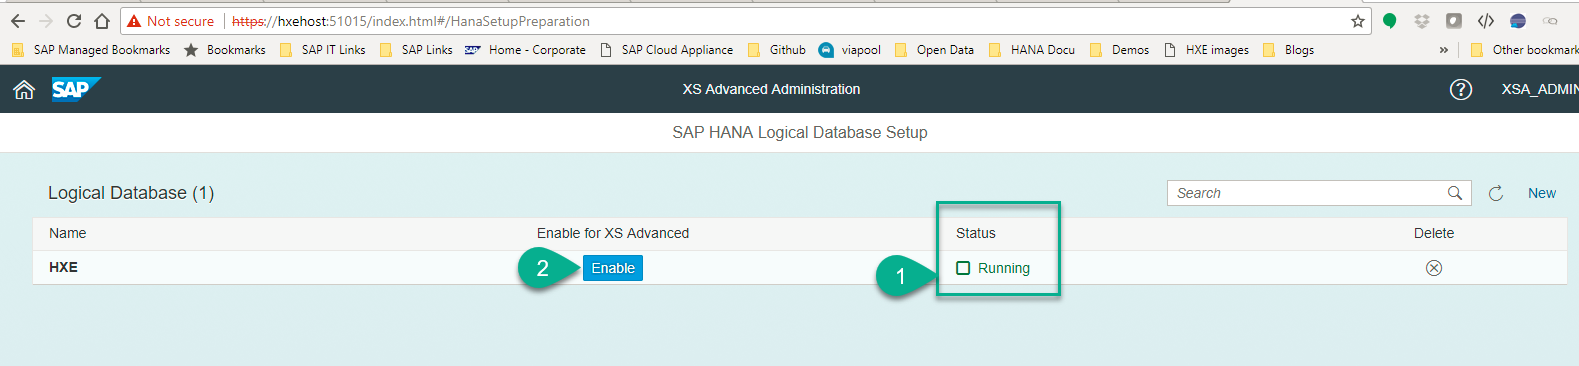 Not secure | https://hxehost:51015/index.html#/HanaSetupPreparation
SAP Managed Bookmarks Bookmarks SAP IT Links SAP Links SAP Home - Corporate SAP Cloud Appliance Github viapool Open Data HANA Docu Demos HXE images Blogs » Other bookmark
SAP XS Advanced Administration ? XSA_ADMIN
SAP HANA Logical Database Setup
Logical Database (1) Search New
Name Enable for XS Advanced Status Delete
HXE 2 Enable 1 Running